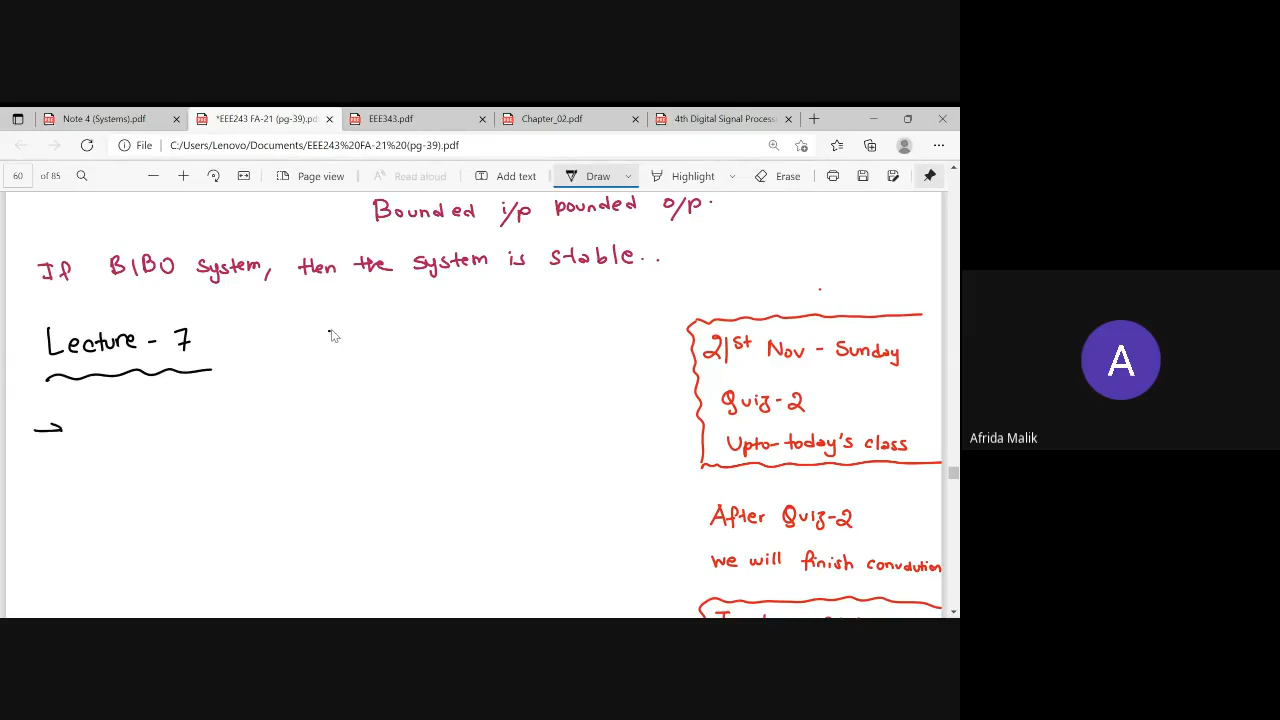 Note 4 (Systems).pdf
*EEE243 FA-21 (pg-39).pd
EEE343.pdf
Chapter_02.pdf
4th Digital Signal Process
File
C:/Users/Lenovo/Documents/EEE243%20FA-21%20(pg-39).pdf
60 of 85
Page view
Read aloud
Add text
Draw
Highlight
Erase
Bounded i/p bounded o/p.
If BIBO system, then the system is stable..
Lecture - 7
→
21st Nov - Sunday
Quiz-2
Upto today's class
After Quiz-2
we will finish convolution
A
Afrida Malik